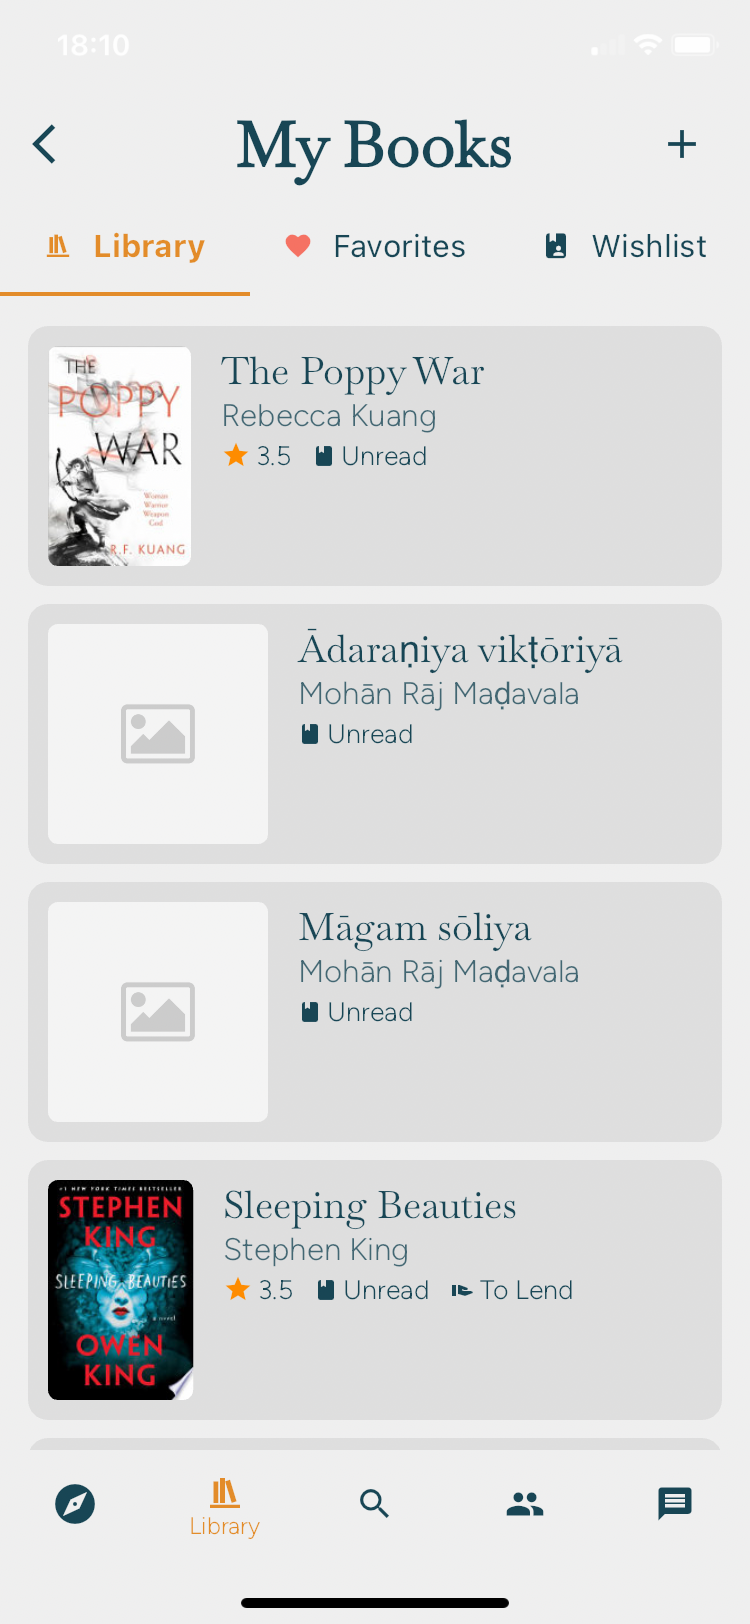 18:10
My Books
Library Favorites Wishlist
THE
POPPY
WAR
Woman
Warrior
Weapon
God
R.F. KUANG
The Poppy War
Rebecca Kuang
3.5 Unread
Ādaraṇiya vikṭōriyā
Mohān Rāj Maḍavala
Unread
Māgam sōliya
Mohān Rāj Maḍavala
Unread
#1 NEW YORK TIMES BESTSELLER
STEPHEN
KING
SLEEPING BEAUTIES
a novel
OWEN
KING
Sleeping Beauties
Stephen King
3.5 Unread To Lend
Library